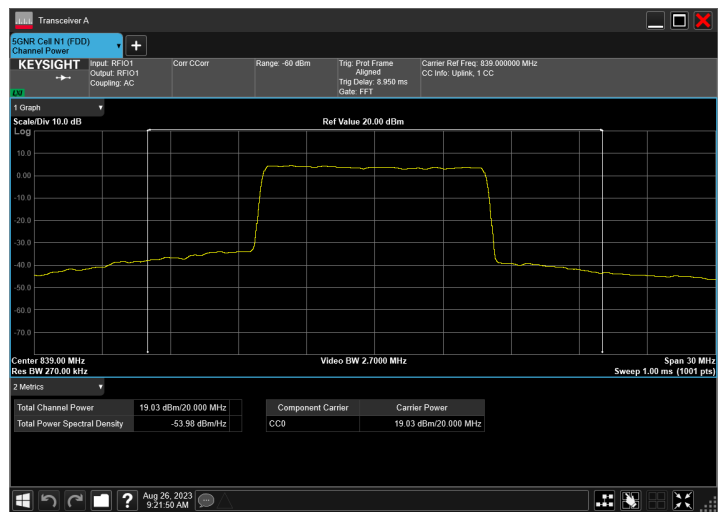 Transceiver A
5GNR Cell N1 (FDD)
Channel Power
KEYSIGHT
LXI
Input: RFIO1
Output: RFIO1
Coupling: AC
Corr CCorr
Range: -60 dBm
Trig: Prot Frame
Aligned
Trig Delay: 8.950 ms
Gate: FFT
Carrier Ref Freq: 839.000000 MHz
CC Info: Uplink, 1 CC
1 Graph
Scale/Div 10.0 dB
Ref Value 20.00 dBm
Log
10.0
0.00
-10.0
-20.0
-30.0
-40.0
-50.0
-60.0
-70.0
Center 839.00 MHz
Video BW 2.7000 MHz
Span 30 MHz
Res BW 270.00 kHz
Sweep 1.00 ms (1001 pts)
2 Metrics
Total Channel Power 19.03 dBm/20.000 MHz
Total Power Spectral Density -53.98 dBm/Hz
Component Carrier Carrier Power
CC0 19.03 dBm/20.000 MHz
?
Aug 26, 2023
9:21:50 AM